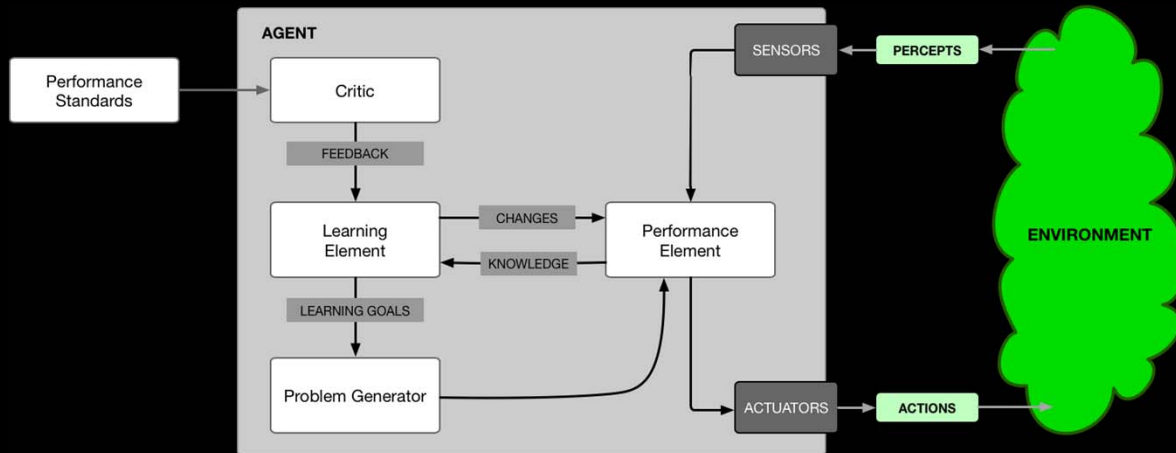 AGENT
SENSORS
PERCEPTS
Performance
Standards
Critic
FEEDBACK
Learning
Element
CHANGES
Performance
Element
ENVIRONMENT
KNOWLEDGE
LEARNING GOALS
Problem Generator
ACTUATORS
ACTIONS